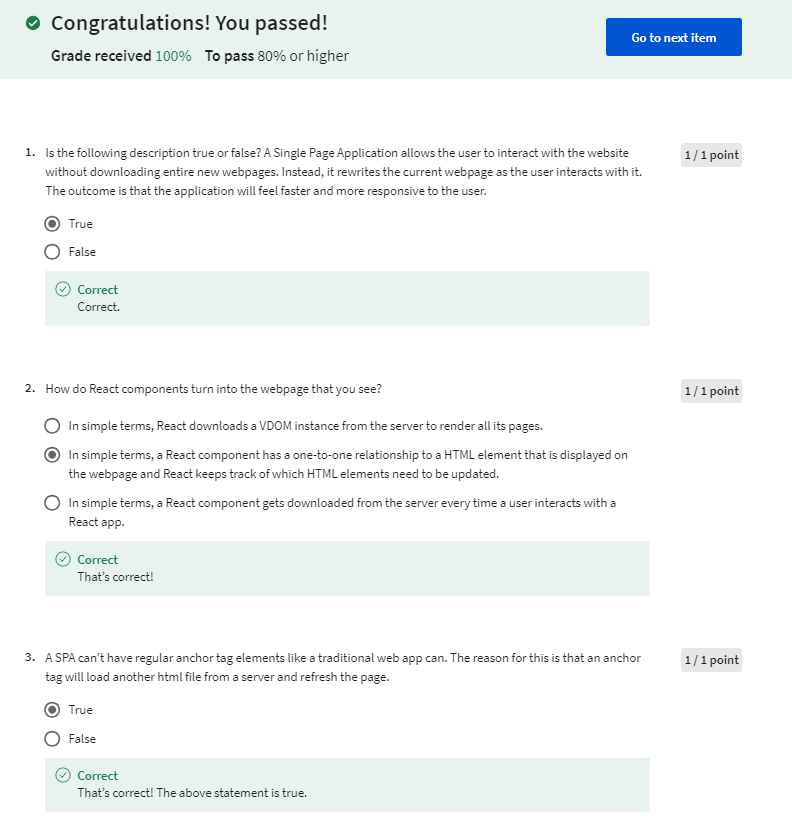 Congratulations! You passed!
Grade received 100% To pass 80% or higher
Go to next item
1. Is the following description true or false? A Single Page Application allows the user to interact with the website
without downloading entire new webpages. Instead, it rewrites the current webpage as the user interacts with it.
The outcome is that the application will feel faster and more responsive to the user.
1 / 1 point
True
False
Correct
Correct.
2. How do React components turn into the webpage that you see?
1 / 1 point
In simple terms, React downloads a VDOM instance from the server to render all its pages.
In simple terms, a React component has a one-to-one relationship to a HTML element that is displayed on
the webpage and React keeps track of which HTML elements need to be updated.
In simple terms, a React component gets downloaded from the server every time a user interacts with a
React app.
Correct
That's correct!
3. A SPA can't have regular anchor tag elements like a traditional web app can. The reason for this is that an anchor
tag will load another html file from a server and refresh the page.
1 / 1 point
True
False
Correct
That's correct! The above statement is true.